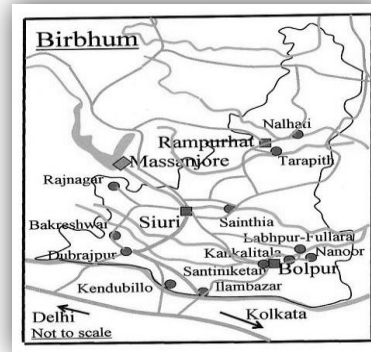 Birbhum
Nalhati
Rampurhat
Tarapith
Massanjore
Rajnagar
Siuri
Sainthia
Bakreshwar
Labhpur-Fullara
Kankalitala
Nanoor
Dubrajpur
Santiniketan
Bolpur
Kendubillo
Ilambazar
Delhi
Kolkata
Not to scale